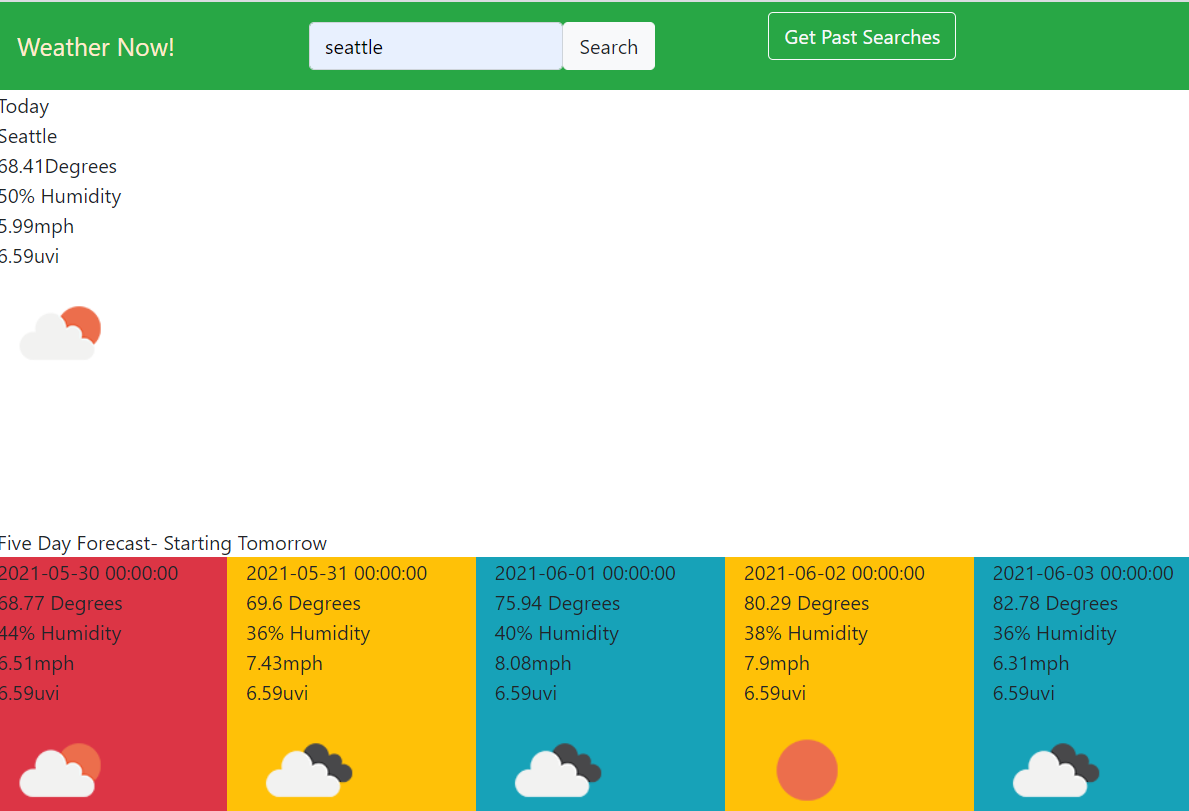 Weather Now!
seattle
Search
Get Past Searches
Today
Seattle
68.41Degrees
50% Humidity
5.99mph
6.59uvi
Five Day Forecast- Starting Tomorrow
2021-05-30 00:00:00
68.77 Degrees
44% Humidity
6.51mph
6.59uvi
2021-05-31 00:00:00
69.6 Degrees
36% Humidity
7.43mph
6.59uvi
2021-06-01 00:00:00
75.94 Degrees
40% Humidity
8.08mph
6.59uvi
2021-06-02 00:00:00
80.29 Degrees
38% Humidity
7.9mph
6.59uvi
2021-06-03 00:00:00
82.78 Degrees
36% Humidity
6.31mph
6.59uvi